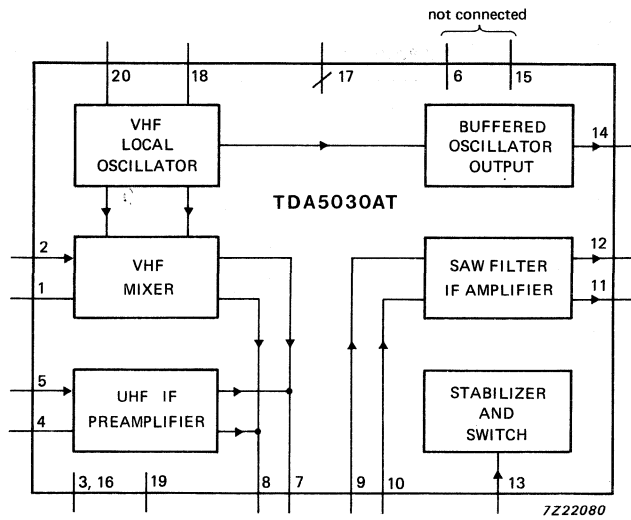 not connected
20
18
17
6
15
VHF
LOCAL
OSCILLATOR
BUFFERED
OSCILLATOR
OUTPUT
14
TDA5030AT
2
1
VHF
MIXER
SAW FILTER
IF AMPLIFIER
12
11
5
4
UHF IF
PREAMPLIFIER
STABILIZER
AND
SWITCH
3, 16
19
8
7
9
10
13
7Z22080